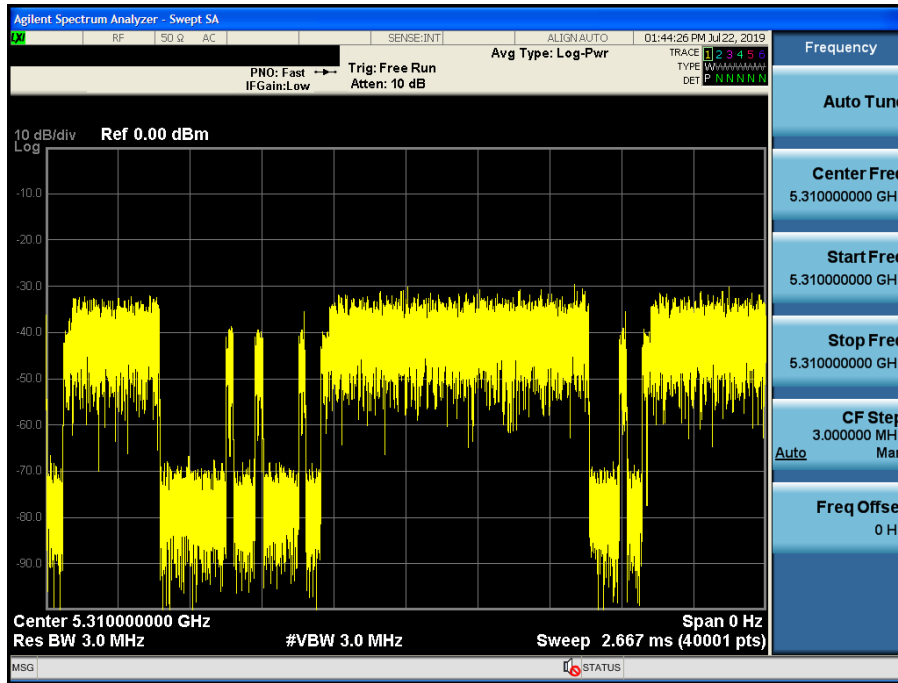 Agilent Spectrum Analyzer - Swept SA
LXI RF 50 Ω AC SENSE:INT ALIGN AUTO 01:44:26 PM Jul 22, 2019
Frequency
PNO: Fast
IFGain:Low
Trig: Free Run
Atten: 10 dB
Avg Type: Log-Pwr
TRACE 1 2 3 4 5 6
TYPE
DET P N N N N N
Auto Tune
10 dB/div Ref 0.00 dBm
Log
-10.0
-20.0
-30.0
-40.0
-50.0
-60.0
-70.0
-80.0
-90.0
Center Fre
5.310000000 GH
Start Fre
5.310000000 GH
Stop Fre
5.310000000 GH
CF Step
3.000000 MH
Auto Mar
Freq Offse
0 H
Center 5.310000000 GHz Span 0 Hz
Res BW 3.0 MHz #VBW 3.0 MHz Sweep 2.667 ms (40001 pts)
MSG STATUS